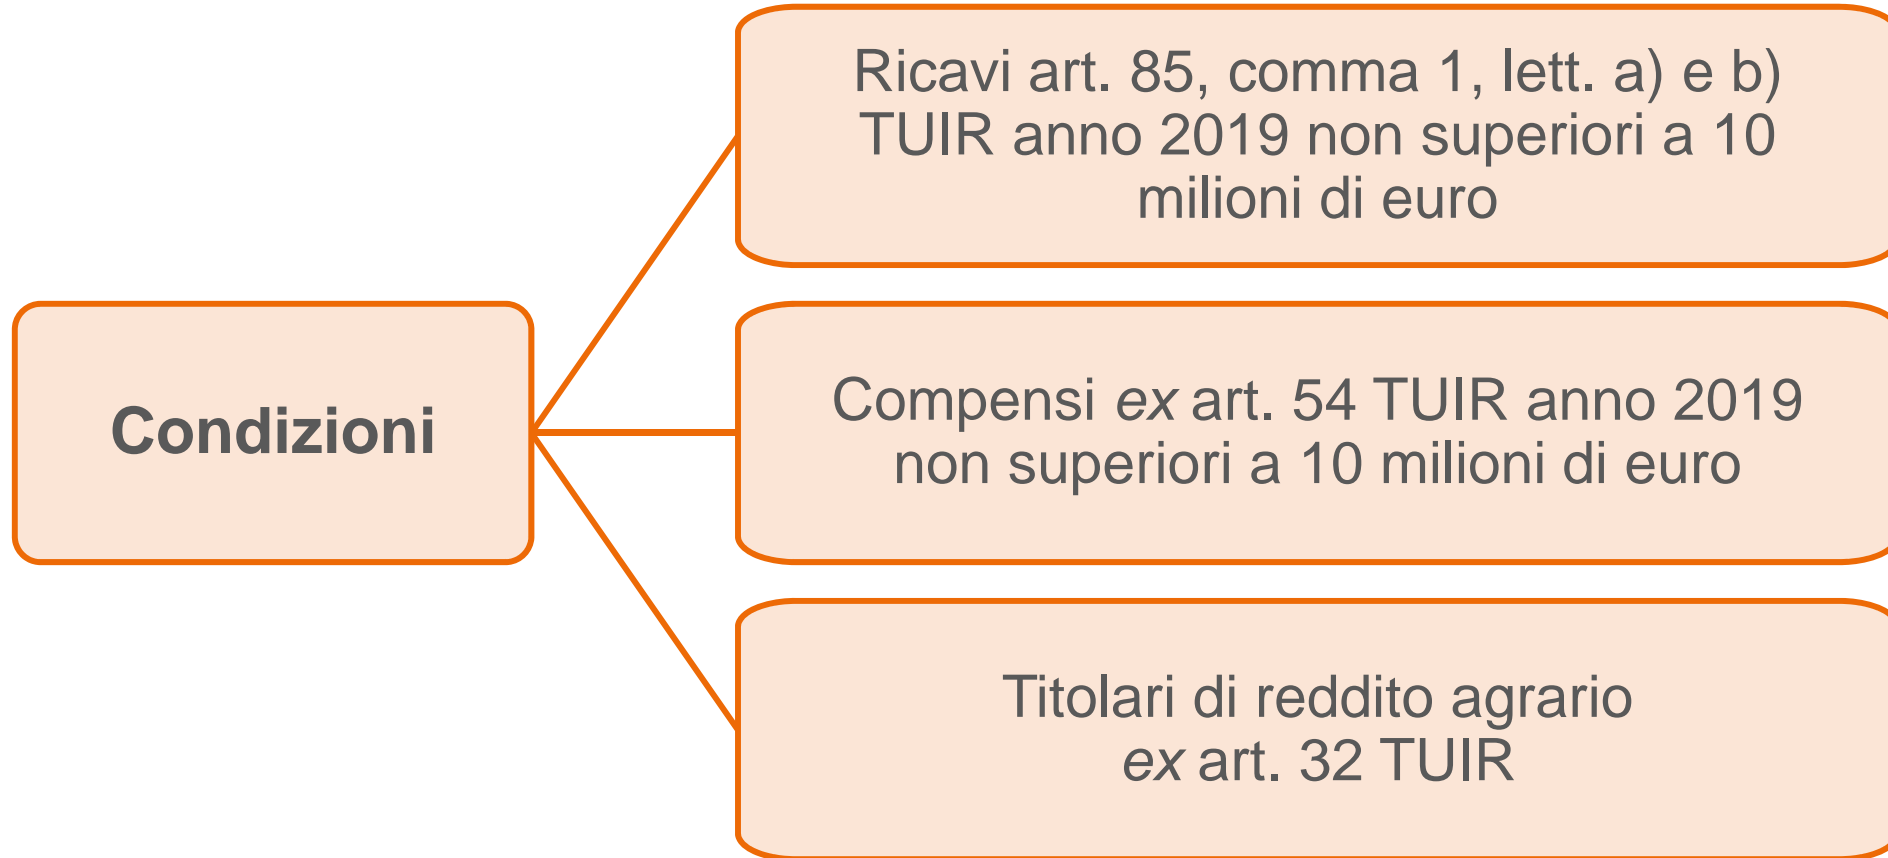 Condizioni
Ricavi art. 85, comma 1, lett. a) e b)
TUIR anno 2019 non superiori a 10
milioni di euro
Compensi ex art. 54 TUIR anno 2019
non superiori a 10 milioni di euro
Titolari di reddito agrario
ex art. 32 TUIR